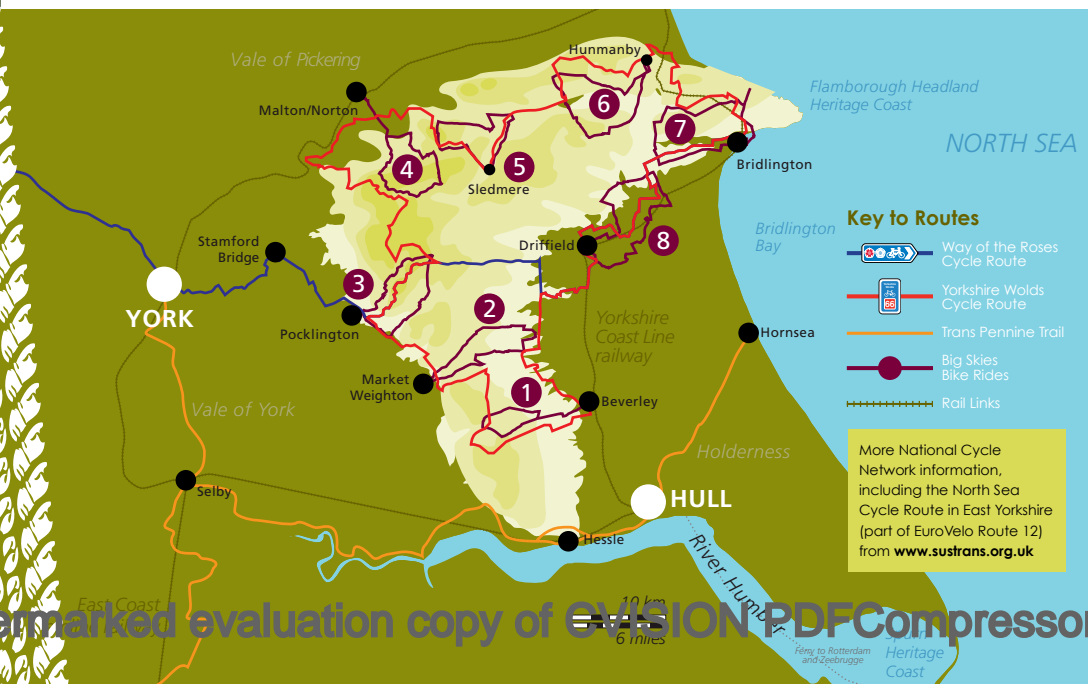 Vale of Pickering
Hunmanby
Malton/Norton
Flamborough Headland
Heritage Coast
NORTH SEA
6
7
Bridlington
4
5
Sledmere
Key to Routes
Bridlington
Bay
Stamford
Bridge
Driffield
8
Way of the Roses
Cycle Route
3
2
Yorkshire Wolds
Cycle Route
66
YORK
Pocklington
Yorkshire
Coast Line
railway
Hornsea
Trans Pennine Trail
Big Skies
Bike Rides
Market
Weighton
1
Beverley
Rail Links
Vale of York
Holderness
More National Cycle
Network information,
including the North Sea
Cycle Route in East Yorkshire
(part of EuroVelo Route 12)
from www.sustrans.org.uk
Selby
HULL
Hessle
River Humber
East Coast
10 km
6 miles
ermarked evaluation copy of CVISION PDFCompressor
Ferry to Rotterdam
and Zeebrugge
Heritage
Coast